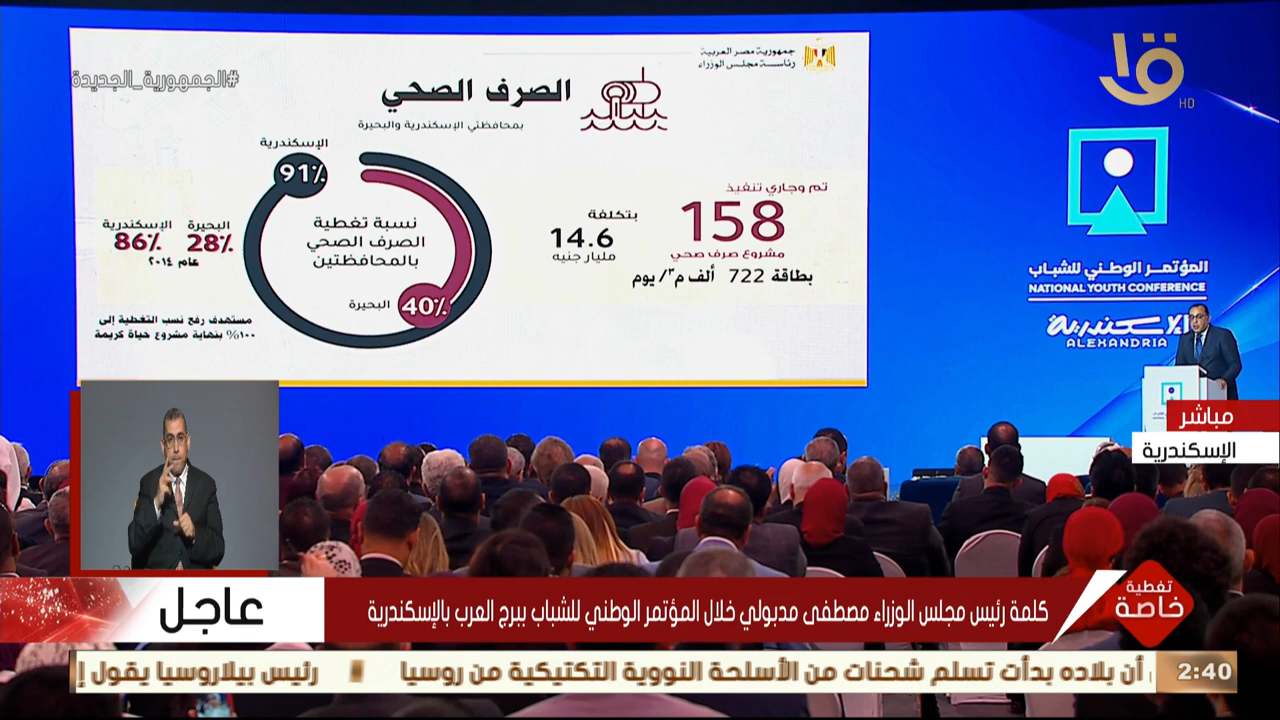 جمهورية مصر العربية
رئاسة مجلس الوزراء
#الجمهورية_الجديدة
HD
الصرف الصحي
بمحافظتي الإسكندرية والبحيرة
تم وجاري تنفيذ
158
مشروع صرف صحي
بطاقة 722 ألف م٣/ يوم
بتكلفة
14.6
مليار جنيه
الإسكندرية
91٪
نسبة تغطية
الصرف الصحي
بالمحافظتين
البحيرة
40٪
البحيرة
28٪
الإسكندرية
86٪
عام ٢٠١٤
مستهدف رفع نسب التغطية إلى
١٠٠% بنهاية مشروع حياة كريمة
المؤتمر الوطني للشباب
NATIONAL YOUTH CONFERENCE
الإسكندرية
ALEXANDRIA
مباشر
الإسكندرية
تغطية
خاصة
كلمة رئيس مجلس الوزراء مصطفى مدبولي خلال المؤتمر الوطني للشباب ببرج العرب بالإسكندرية
عاجل
2:40
أن بلاده بدأت تسلم شحنات من الأسلحة النووية التكتيكية من روسيا
رئيس بيلاروسيا يقول